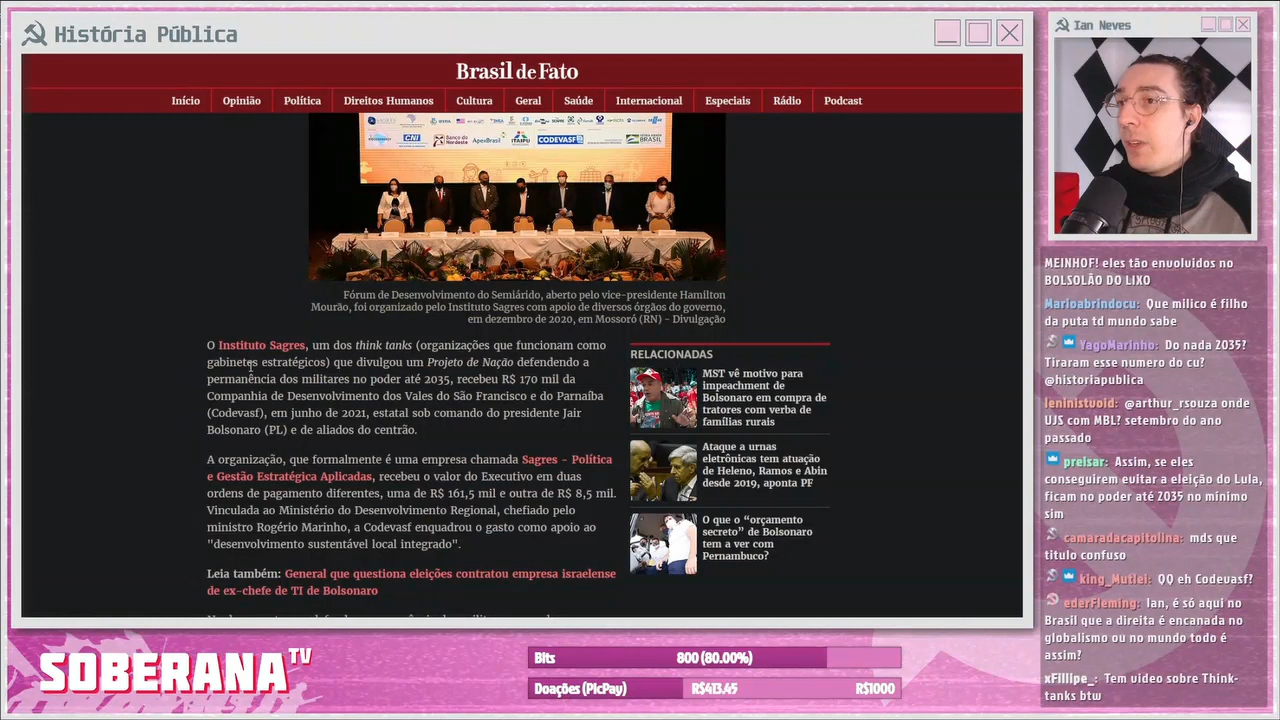 História Pública
Brasil de Fato
Início Opinião Política Direitos Humanos Cultura Geral Saúde Internacional Especiais Rádio Podcast
CNI Banco do Nordeste ApexBrasil ITAIPU CODEVASF BRASIL
Fórum de Desenvolvimento do Semiárido, aberto pelo vice-presidente Hamilton
Mourão, foi organizado pelo Instituto Sagres com apoio de diversos órgãos do governo,
em dezembro de 2020, em Mossoró (RN) - Divulgação
O Instituto Sagres, um dos think tanks (organizações que funcionam como
gabinetes estratégicos) que divulgou um Projeto de Nação defendendo a
permanência dos militares no poder até 2035, recebeu R$ 170 mil da
Companhia de Desenvolvimento dos Vales do São Francisco e do Parnaíba
(Codevasf), em junho de 2021, estatal sob comando do presidente Jair
Bolsonaro (PL) e de aliados do centrão.
A organização, que formalmente é uma empresa chamada Sagres - Política
e Gestão Estratégica Aplicadas, recebeu o valor do Executivo em duas
ordens de pagamento diferentes, uma de R$ 161,5 mil e outra de R$ 8,5 mil.
Vinculada ao Ministério do Desenvolvimento Regional, chefiado pelo
ministro Rogério Marinho, a Codevasf enquadrou o gasto como apoio ao
"desenvolvimento sustentável local integrado".
Leia também: General que questiona eleições contratou empresa israelense
de ex-chefe de TI de Bolsonaro
RELACIONADAS
MST vê motivo para
impeachment de
Bolsonaro em compra de
tratores com verba de
famílias rurais
Ataque a urnas
eletrônicas tem atuação
de Heleno, Ramos e Abin
desde 2019, aponta PF
O que o “orçamento
secreto” de Bolsonaro
tem a ver com
Pernambuco?
Ian Neves
MEINHOF! eles tão envolvidos no
BOLSOLÃO DO LIXO
Marioabrindocu: Que milico é filho
da puta td mundo sabe
YagoMarinho: Do nada 2035?
Tiraram esse numero do cu?
@historiapublica
leninistvoid: @arthur_rsouza onde
UJS com MBL? setembro do ano
passado
preisar: Assim, se eles
conseguirem evitar a eleição do Lula,
ficam no poder até 2035 no mínimo
sim
camaradacapitolina: mds que
titulo confuso
king_Mutlei: QQ eh Codevasf?
ederFleming: Ian, é só aqui no
Brasil que a direita é encanada no
globalismo ou no mundo todo é
assim?
xFillipe_: Tem video sobre Think-
tanks btw
SOBERANA TV
Bits 800 (80.00%)
Doações (PicPay) R$413.45 R$1000